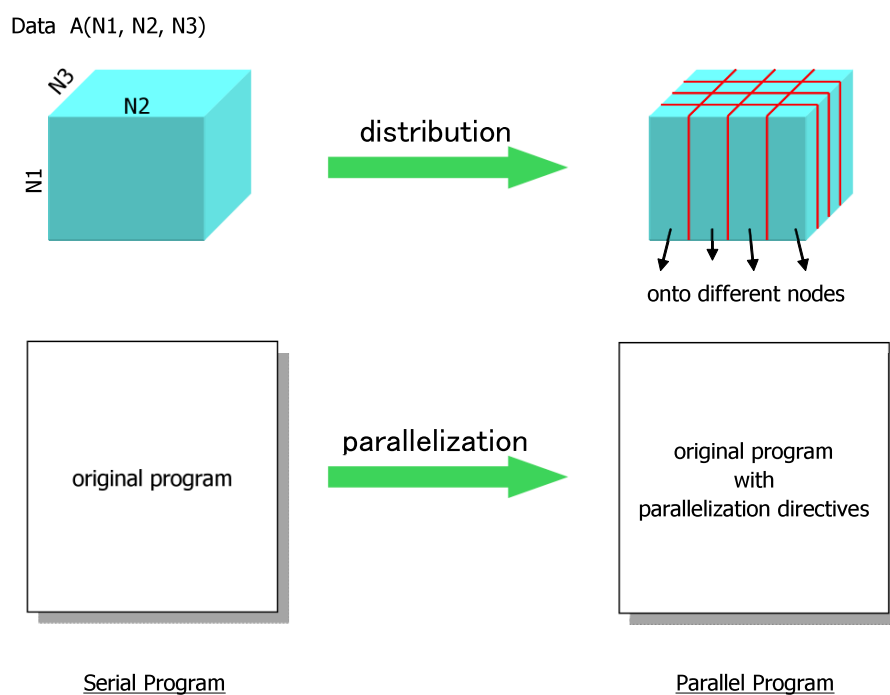 Data A(N1, N2, N3)
N3
N2
N1
distribution
onto different nodes
original program
parallelization
original program
with
parallelization directives
Serial Program
Parallel Program